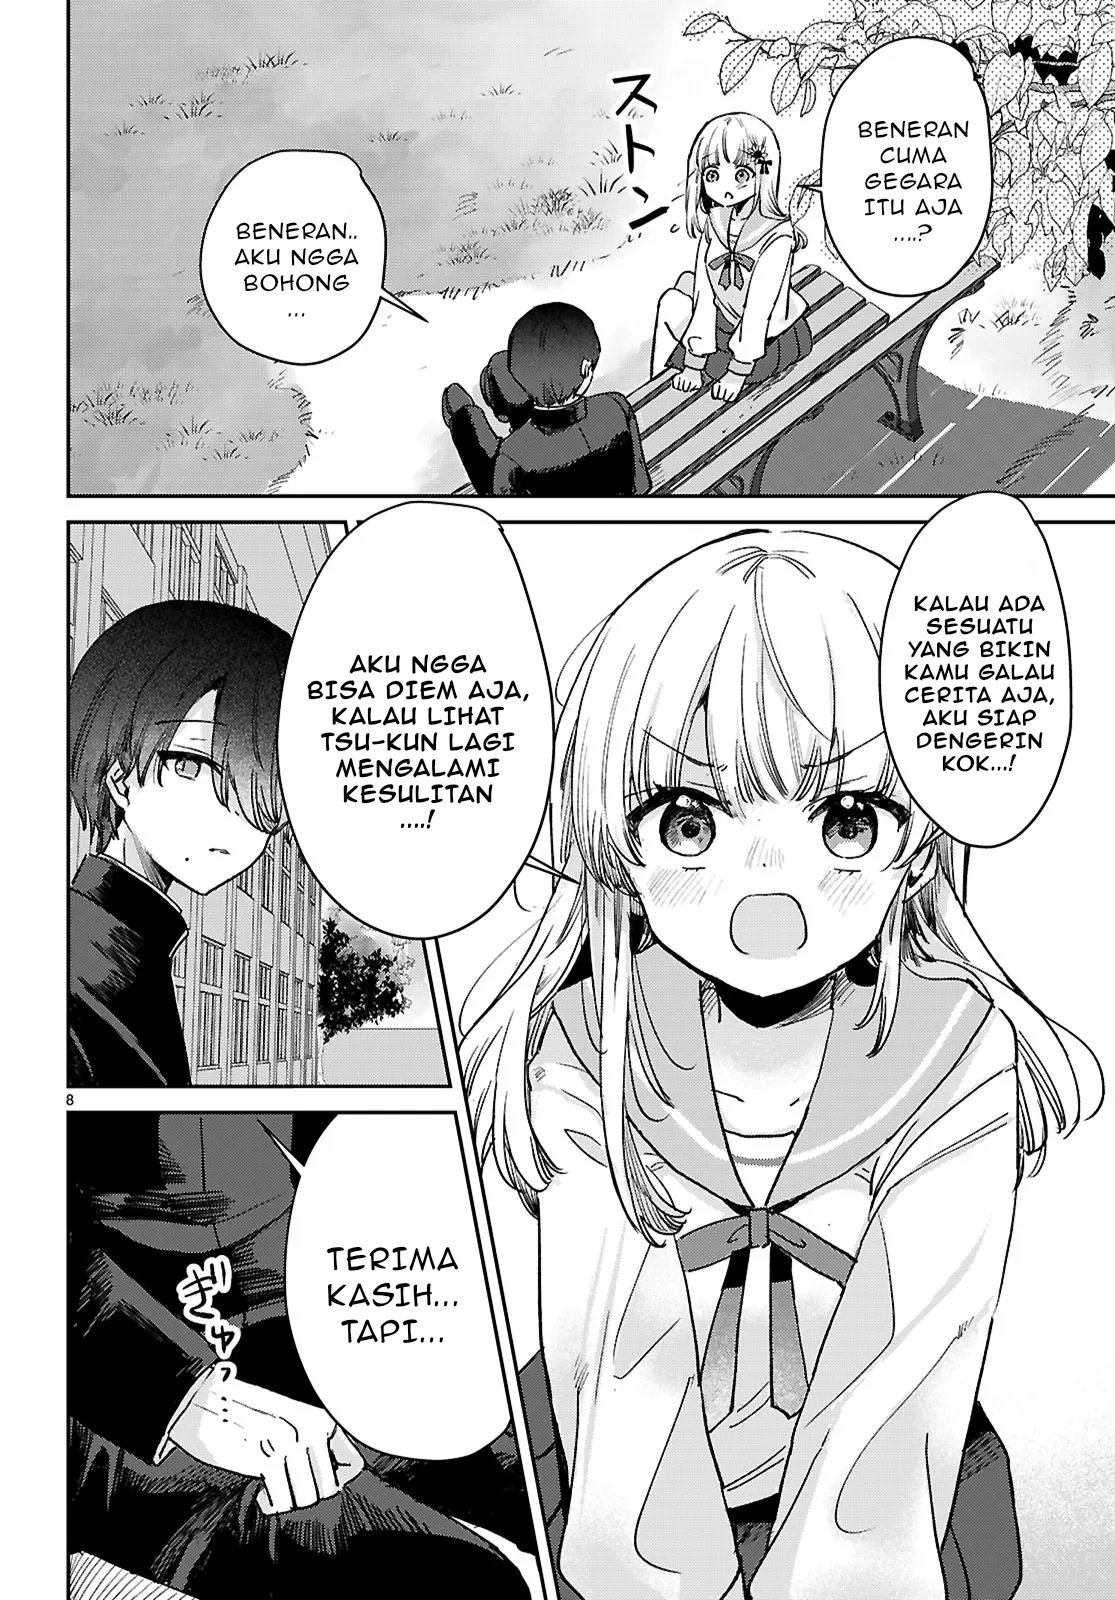 BENERAN
CUMA
GEGARA
ITU AJA
....?
ストン
BENERAN..
AKU NGGA
BOHONG
...
KALAU ADA
SESUATU
YANG BIKIN
KAMU GALAU
CERITA AJA,
AKU SIAP
DENGERIN
KOK...!
AKU NGGA
BISA DIEM AJA,
KALAU LIHAT
TSU-KUN LAGI
MENGALAMI
KESULITAN
....!
TERIMA
KASIH...
TAPI...
ぎゅっ
8